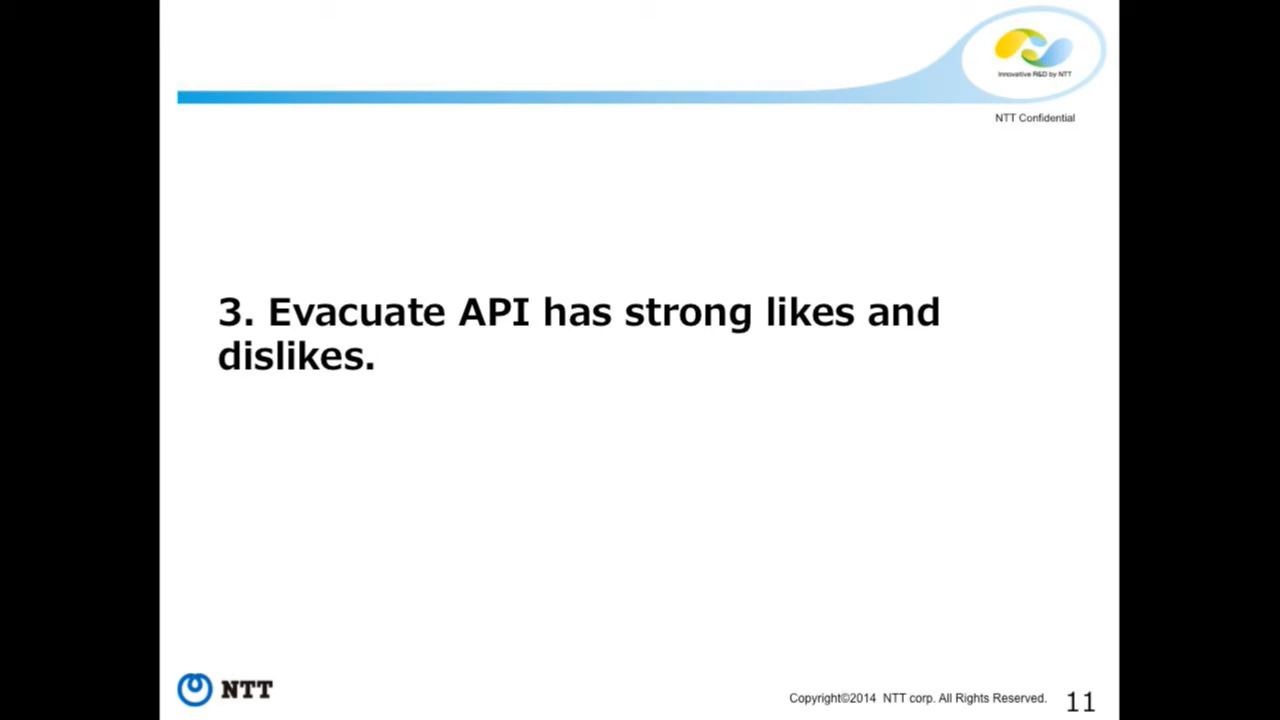 Innovative R&D by NTT
NTT Confidential
3. Evacuate API has strong likes and
dislikes.
NTT
Copyright©2014 NTT corp. All Rights Reserved.
11